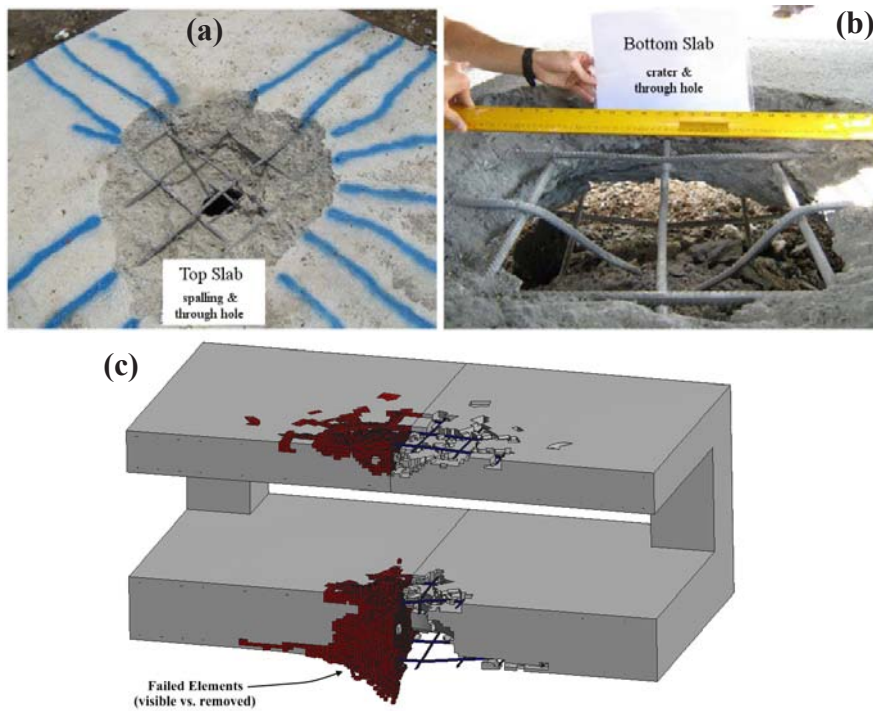 (a)
Top Slab
spalling &
through hole
(b)
Bottom Slab
crater &
through hole
(c)
Failed Elements
(visible vs. removed)